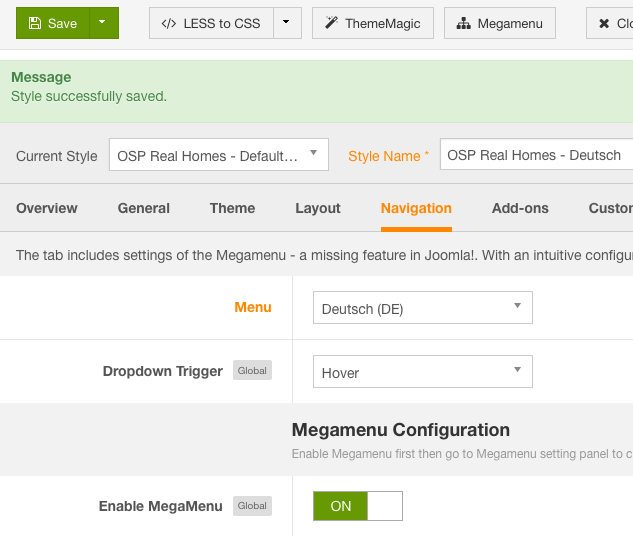 Save
LESS to CSS
ThemeMagic
Megamenu
Clo
Message
Style successfully saved.
Current Style
OSP Real Homes - Default…
Style Name *
OSP Real Homes - Deutsch
Overview General Theme Layout Navigation Add-ons Custor
The tab includes settings of the Megamenu - a missing feature in Joomla!. With an intuitive configur
Menu
Deutsch (DE)
Dropdown Trigger Global
Hover
Megamenu Configuration
Enable Megamenu first then go to Megamenu setting panel to c
Enable MegaMenu Global
ON